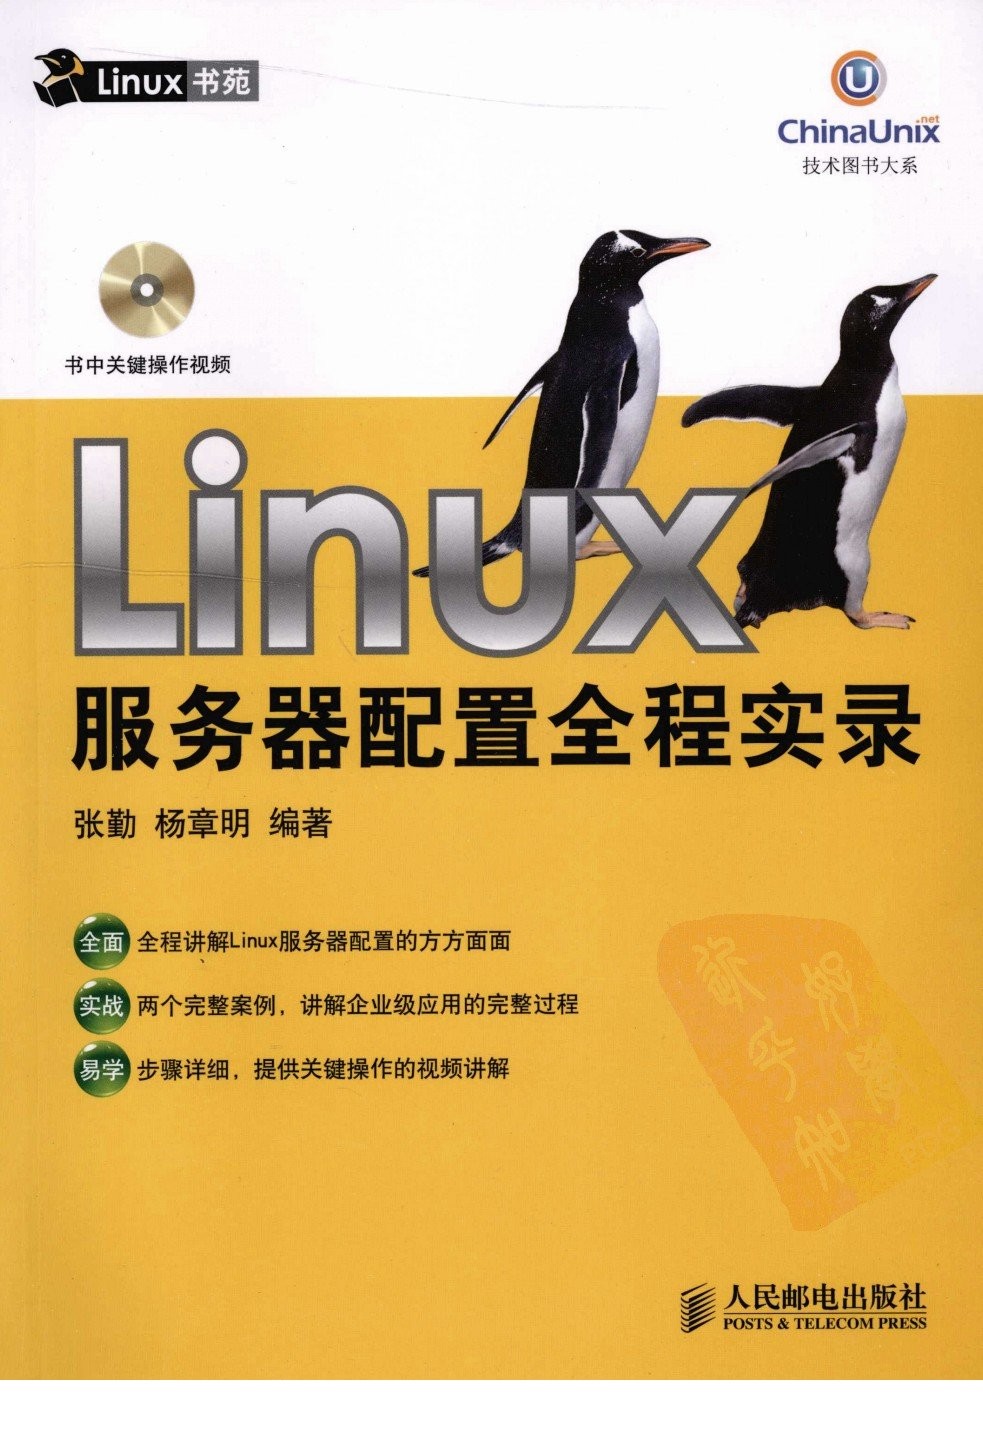 Linux 书苑
ChinaUnix.net
技术图书大系
书中关键操作视频
Linux
服务器配置全程实录
张勤 杨章明 编著
全面 全程讲解Linux服务器配置的方方面面
实战 两个完整案例，讲解企业级应用的完整过程
易学 步骤详细，提供关键操作的视频讲解
人民邮电出版社
POSTS & TELECOM PRESS